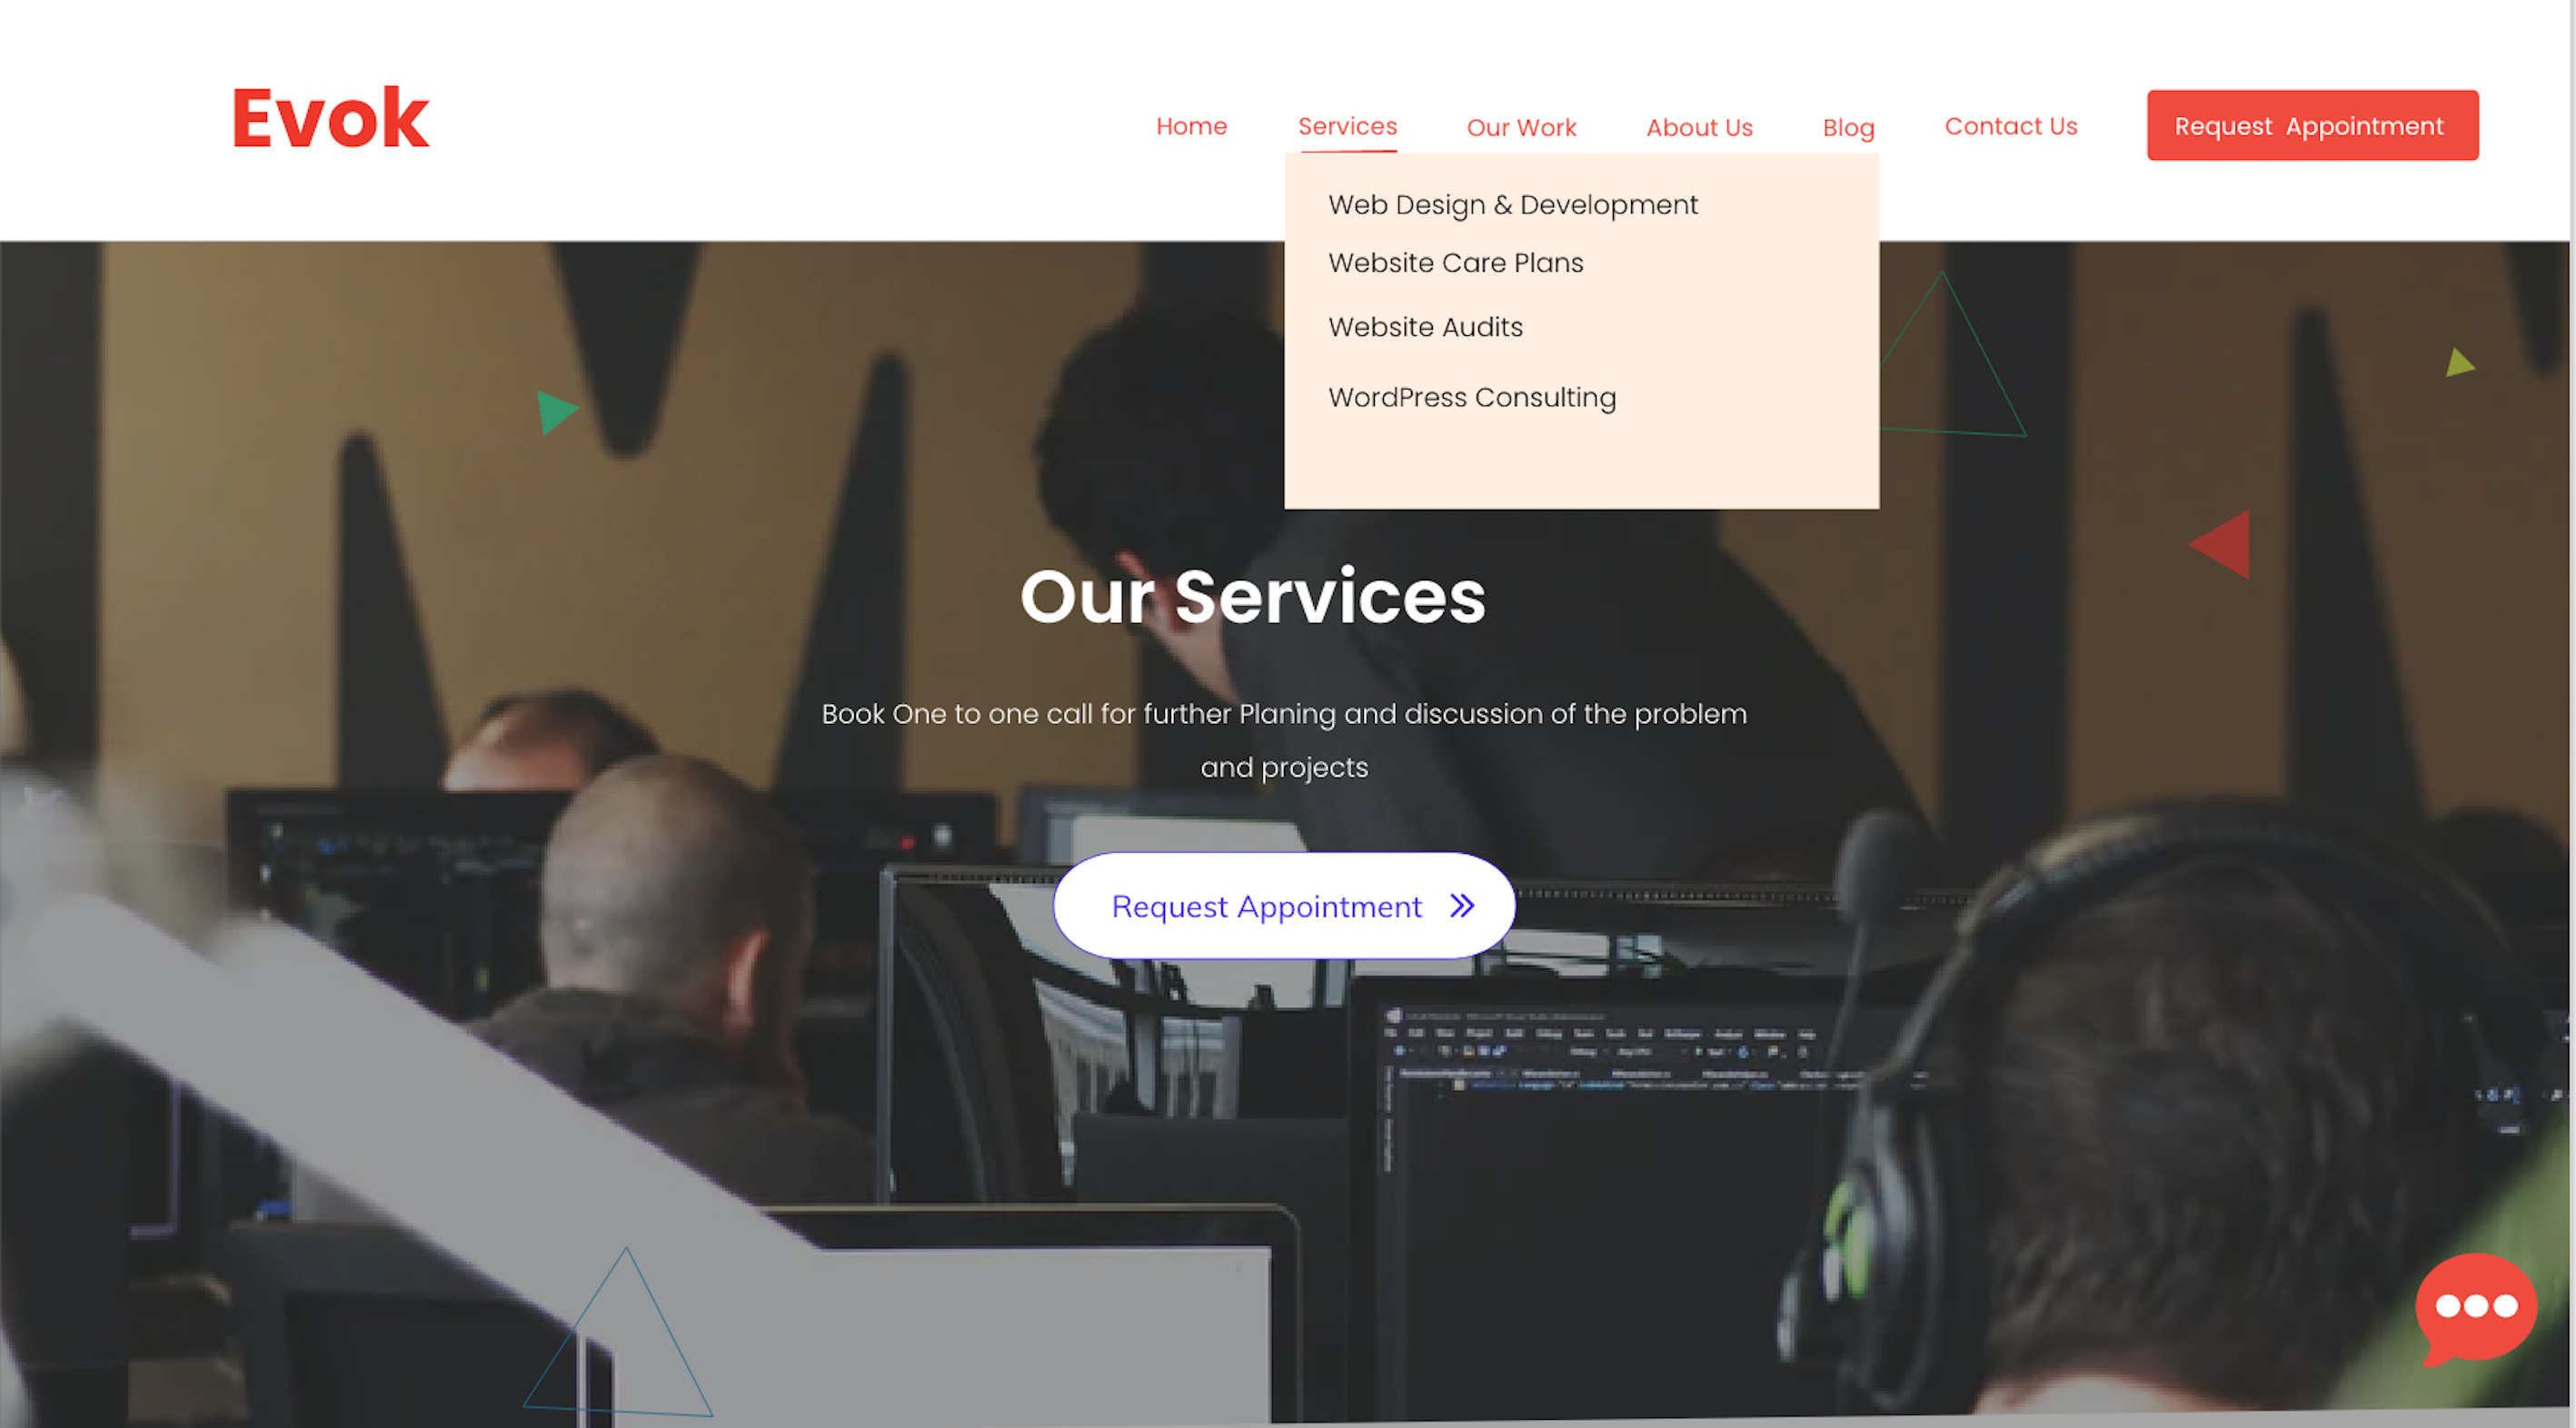 Evok
Home Services Our Work About Us Blog Contact Us Request Appointment
Web Design & Development
Website Care Plans
Website Audits
WordPress Consulting
Our Services
Book One to one call for further Planing and discussion of the problem
and projects
Request Appointment